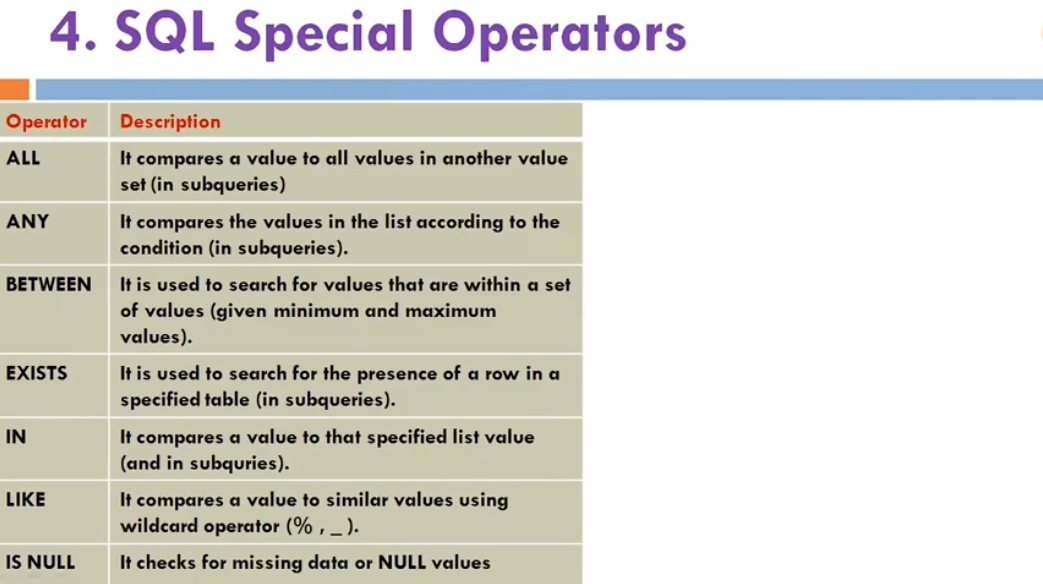 4. SQL Special Operators
Operator Description
ALL It compares a value to all values in another value
set (in subqueries)
ANY It compares the values in the list according to the
condition (in subqueries).
BETWEEN It is used to search for values that are within a set
of values (given minimum and maximum
values).
EXISTS It is used to search for the presence of a row in a
specified table (in subqueries).
IN It compares a value to that specified list value
(and in subquries).
LIKE It compares a value to similar values using
wildcard operator (% , _ ).
IS NULL It checks for missing data or NULL values